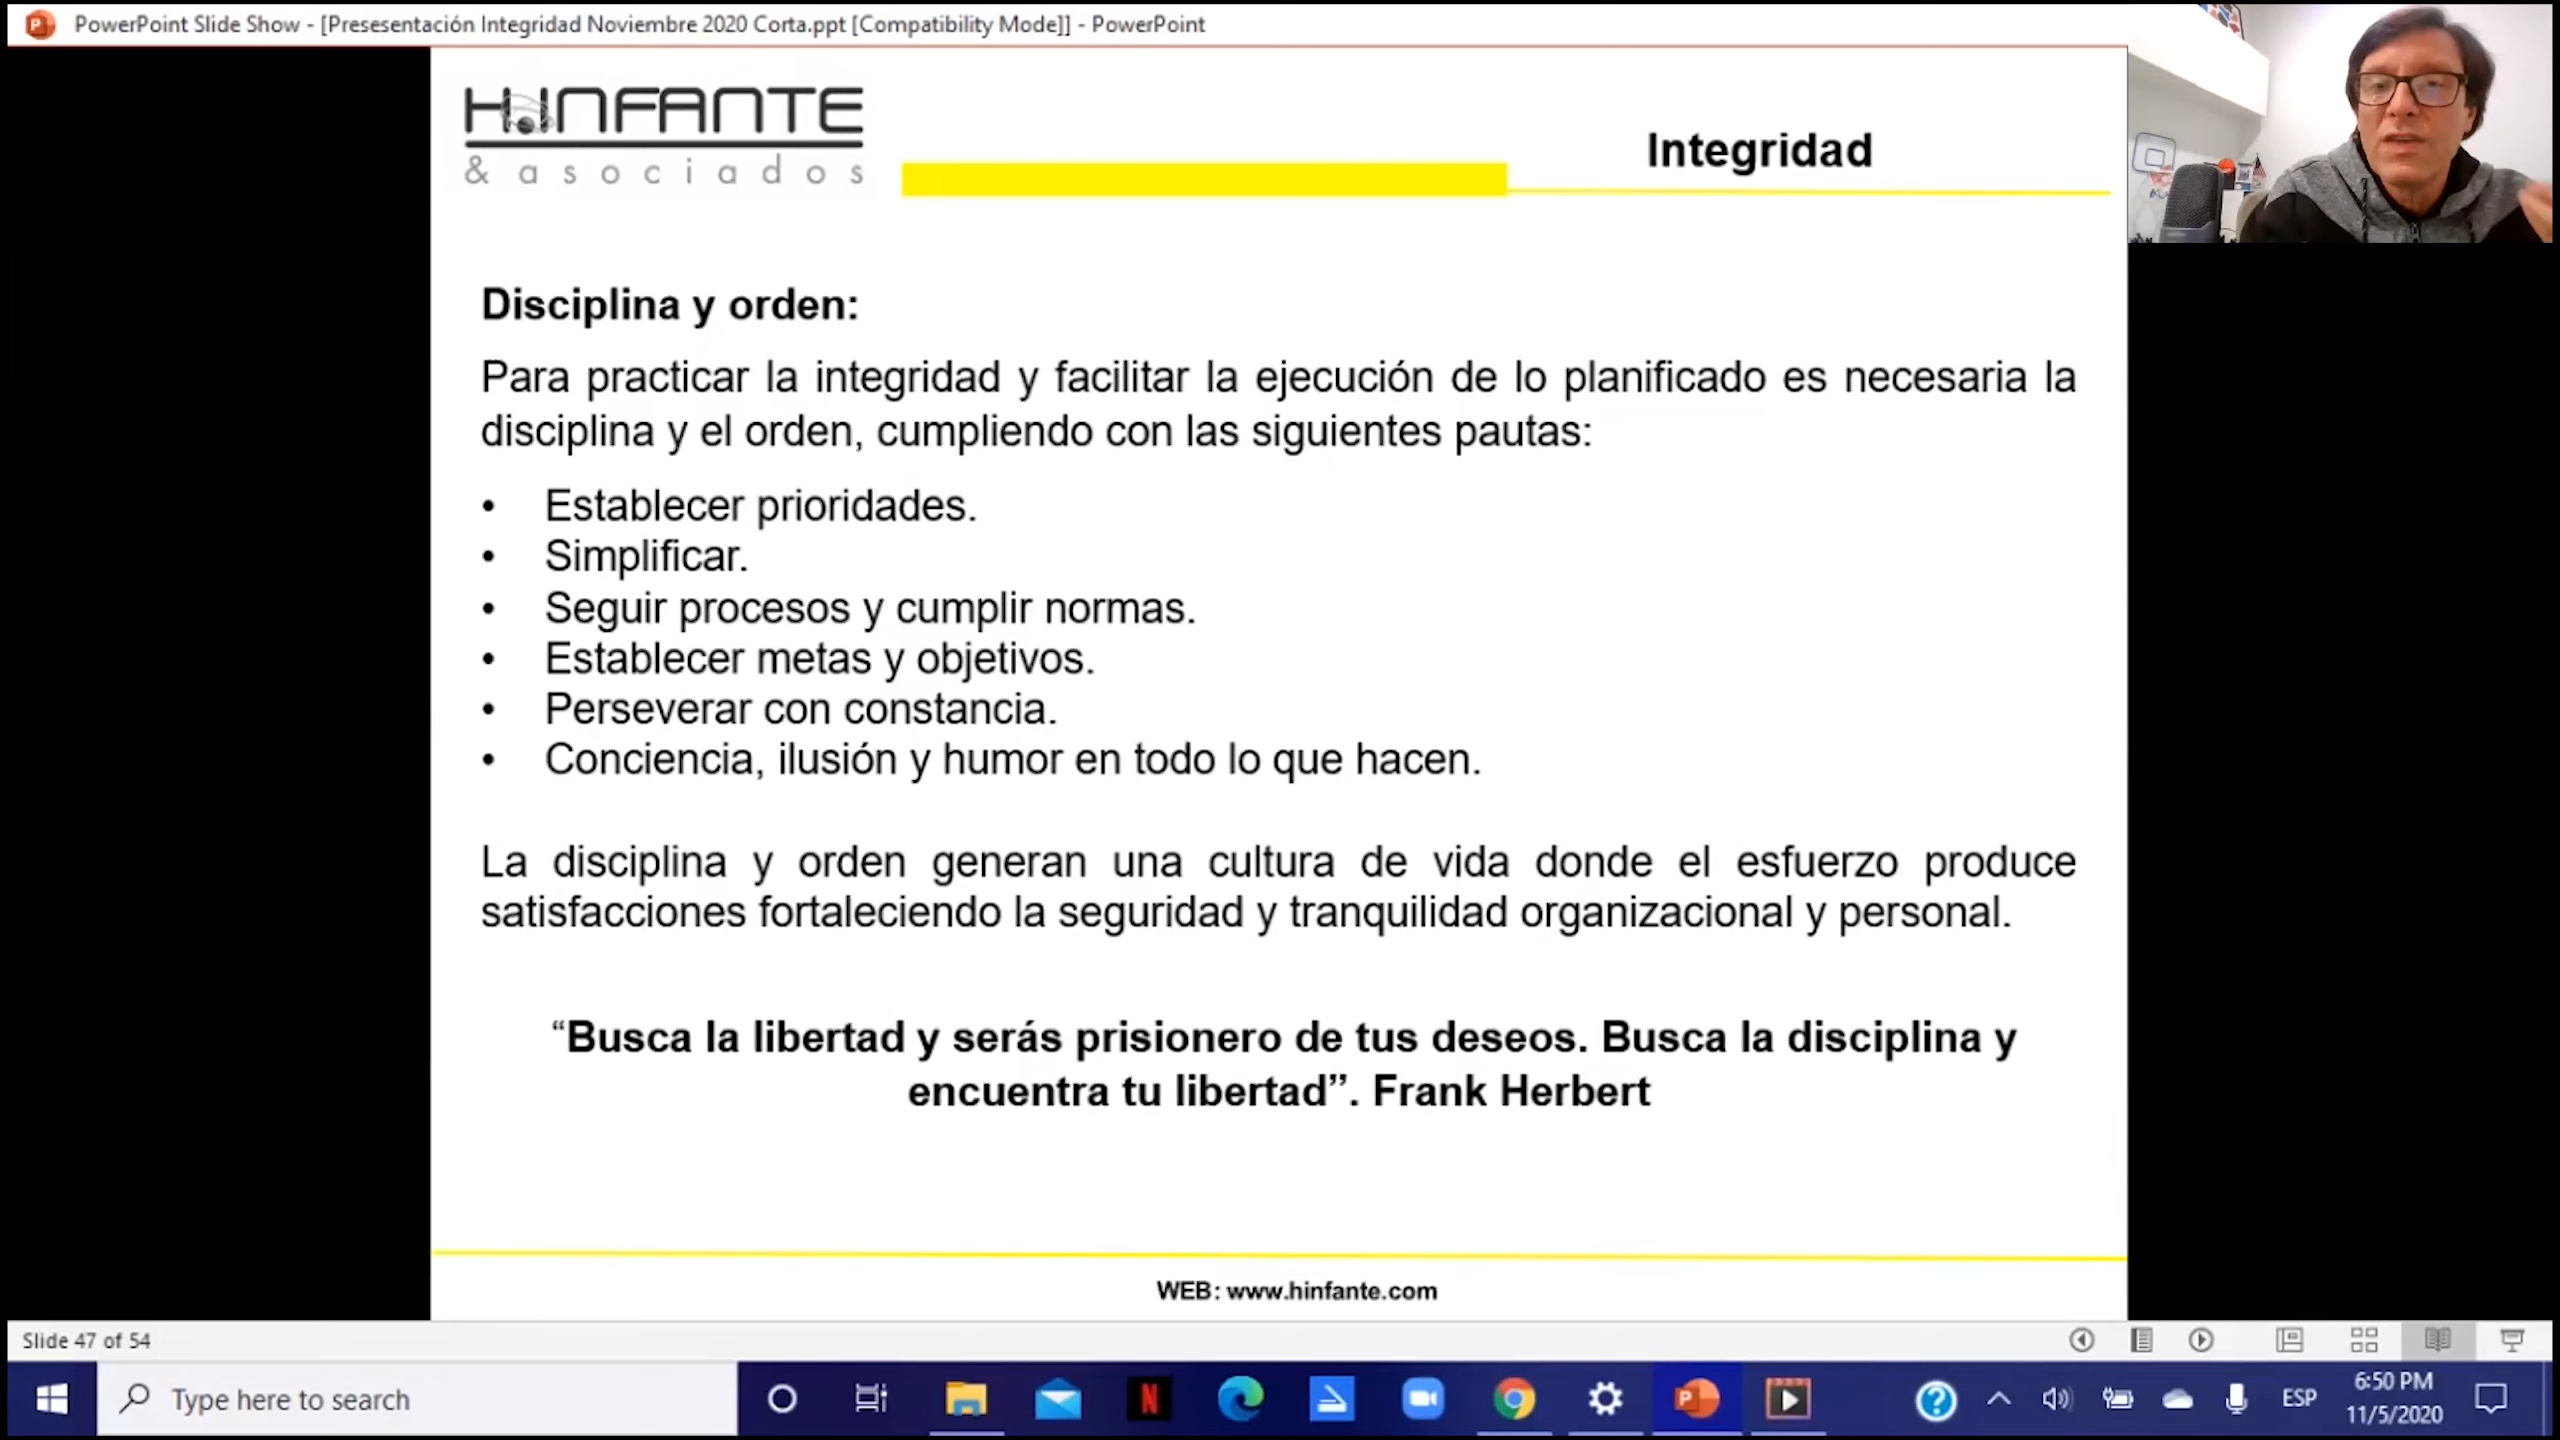 PowerPoint Slide Show - [Presesentación Integridad Noviembre 2020 Corta.ppt [Compatibility Mode]] - PowerPoint
H.INFANTE
& asociados
Integridad
Disciplina y orden:
Para practicar la integridad y facilitar la ejecución de lo planificado es necesaria la
disciplina y el orden, cumpliendo con las siguientes pautas:
• Establecer prioridades.
• Simplificar.
• Seguir procesos y cumplir normas.
• Establecer metas y objetivos.
• Perseverar con constancia.
• Conciencia, ilusión y humor en todo lo que hacen.
La disciplina y orden generan una cultura de vida donde el esfuerzo produce
satisfacciones fortaleciendo la seguridad y tranquilidad organizacional y personal.
“Busca la libertad y serás prisionero de tus deseos. Busca la disciplina y
encuentra tu libertad”. Frank Herbert
WEB: www.hinfante.com
Slide 47 of 54
Type here to search
ESP
6:50 PM
11/5/2020